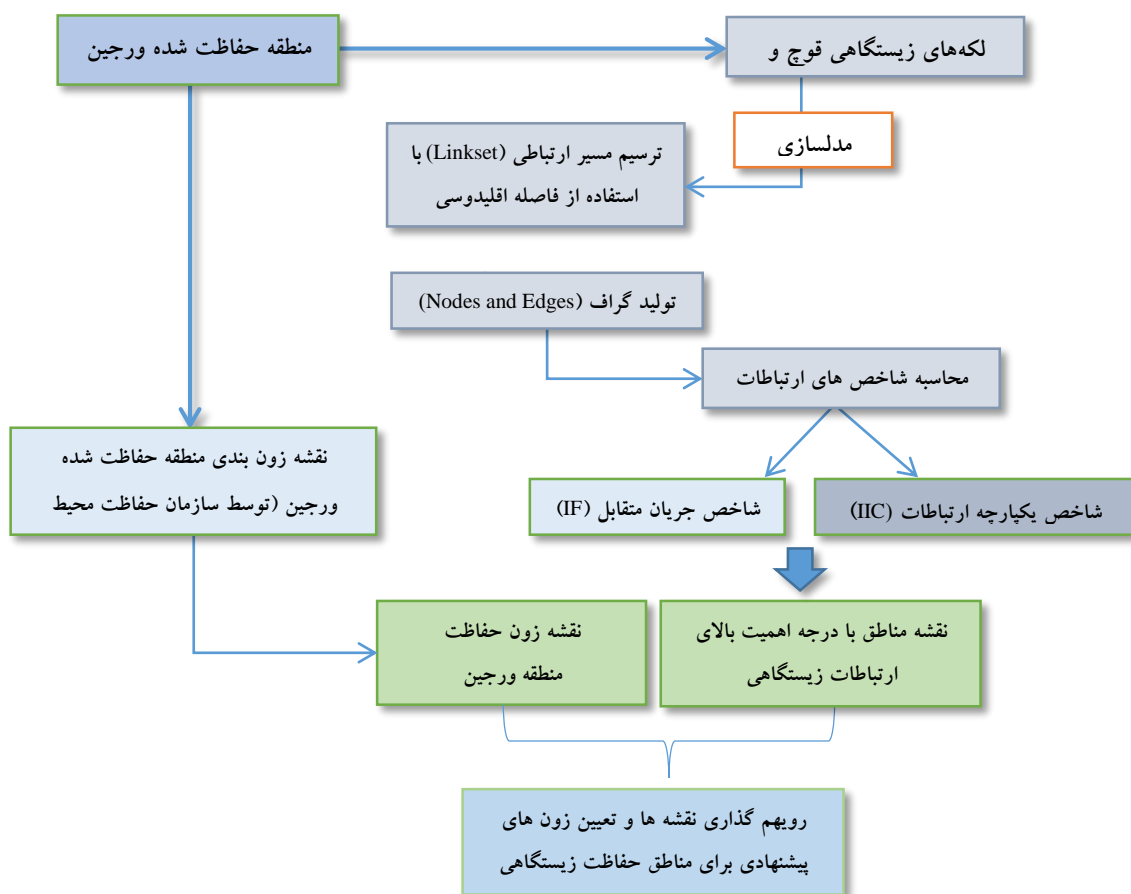 منطقه حفاظت شده ورجین
لکه‌های زیستگاهی قوچ و
مدلسازی
ترسیم مسیر ارتباطی (Linkset) با
استفاده از فاصله اقلیدوسی
تولید گراف (Nodes and Edges)
محاسبه شاخص های ارتباطات
نقشه زون بندی منطقه حفاظت شده
ورجین (توسط سازمان حفاظت محیط
شاخص یکپارچه ارتباطات (IIC)
شاخص جریان متقابل (IF)
نقشه مناطق با درجه اهمیت بالای
ارتباطات زیستگاهی
نقشه زون حفاظت
منطقه ورجین
رویهم گذاری نقشه ها و تعیین زون های
پیشنهادی برای مناطق حفاظت زیستگاهی